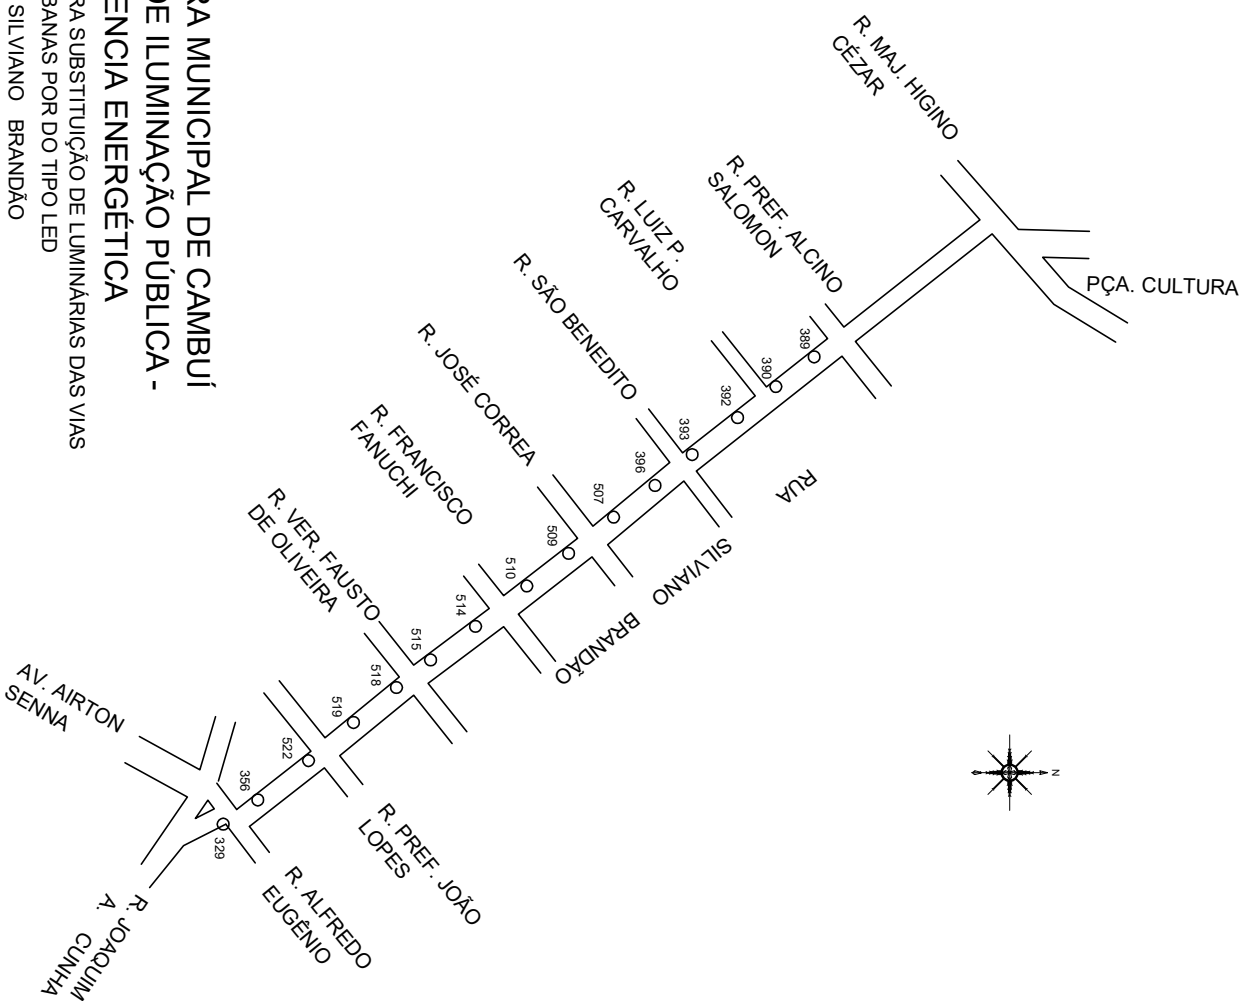 RA MUNICIPAL DE CAMBUÍ
DE ILUMINAÇÃO PÚBLICA -
ENCIA ENERGÉTICA
RA SUBSTITUIÇÃO DE LUMINÁRIAS DAS VIAS
BANAS POR DO TIPO LED
SILVIANO BRANDÃO
R. MAJ. HIGINO
CÉZAR
PÇA. CULTURA
R. PREF. ALCINO
SALOMON
R. LUIZ P.
CARVALHO
R. SÃO BENEDITO
R. JOSÉ CORREA
R. FRANCISCO
FANUCHI
R. VER. FAUSTO
DE OLIVEIRA
AV. AIRTON
SENNA
RUA SILVIANO BRANDÃO
R. PREF. JOÃO
LOPES
R. ALFREDO
EUGÊNIO
R. JOAQUIM
A. CUNHA
389
390
392
393
396
507
509
510
514
515
518
519
522
356
329
N